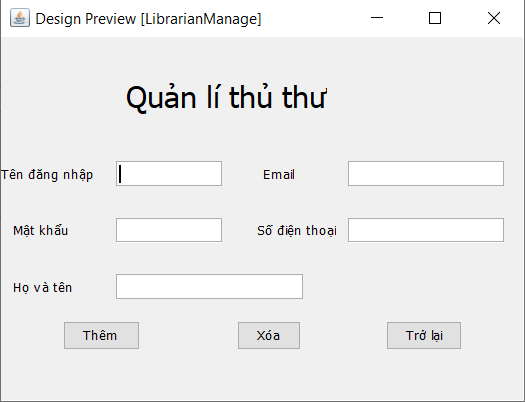 Design Preview [LibrarianManage]
Quản lí thủ thư
Tên đăng nhập Email
Mật khẩu Số điện thoại
Họ và tên
Thêm Xóa Trở lại